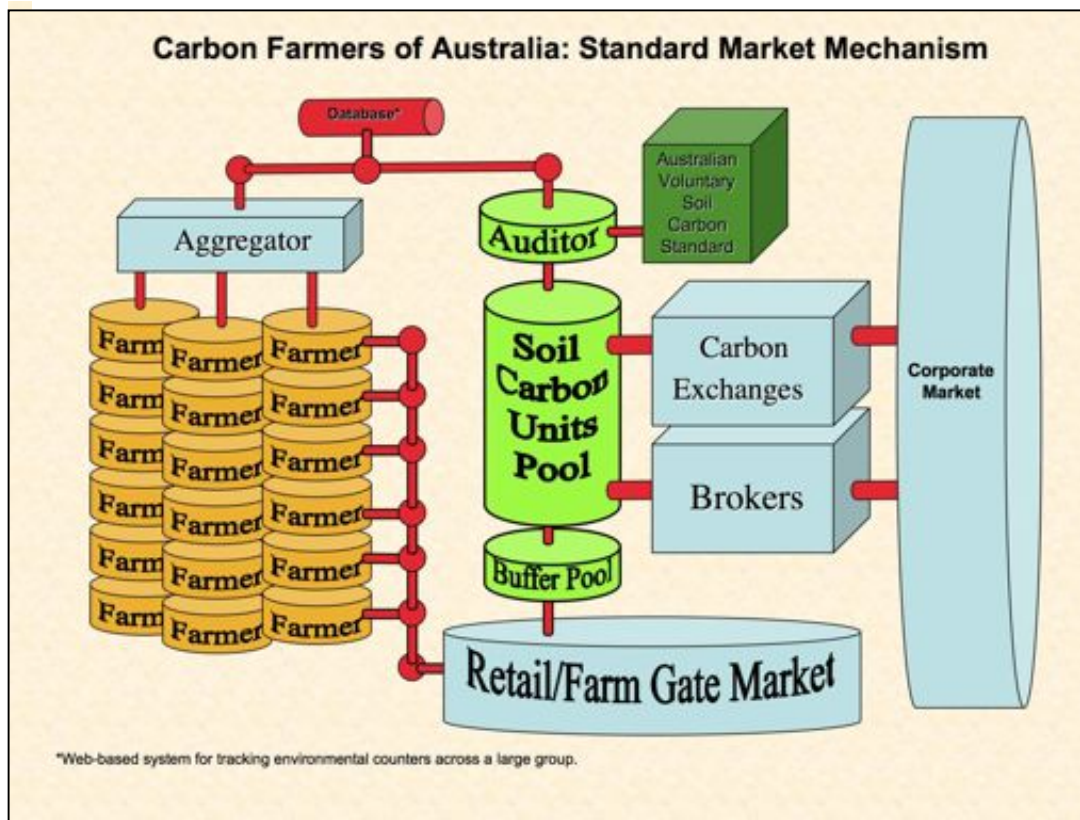 Carbon Farmers of Australia: Standard Market Mechanism
Database*
Aggregator
Farm
Farm
Farm
Farm
Farm
Farm
Farmer
Farmer
Farmer
Farmer
Farmer
Farmer
Farmer
Farmer
Farmer
Farmer
Farmer
Farmer
Auditor
Australian
Voluntary
Soil
Carbon
Standard
Soil
Carbon
Units
Pool
Carbon
Exchanges
Brokers
Corporate
Market
Buffer Pool
Retail/Farm Gate Market
*Web-based system for tracking environmental counters across a large group.